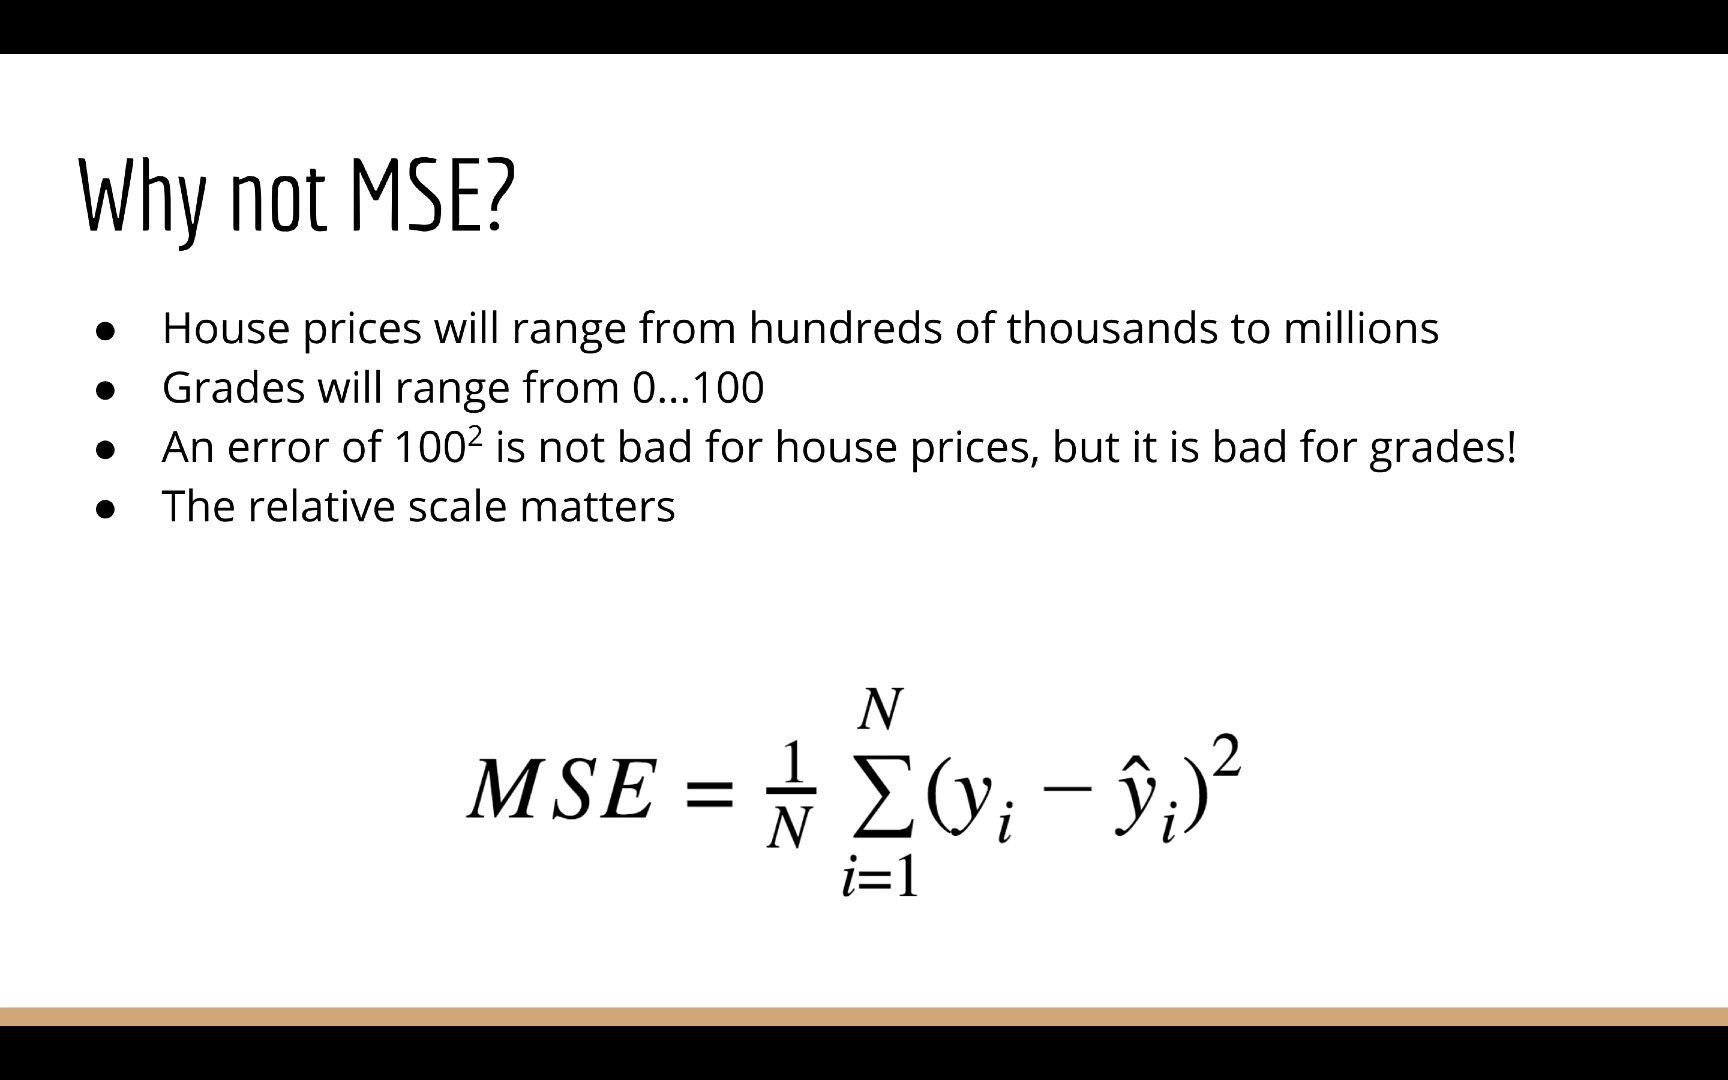 Why not MSE?
● House prices will range from hundreds of thousands to millions
● Grades will range from 0...100
● An error of 100² is not bad for house prices, but it is bad for grades!
● The relative scale matters
MSE = 1/N ∑_{i=1}^{N} (y_i − ŷ_i)²